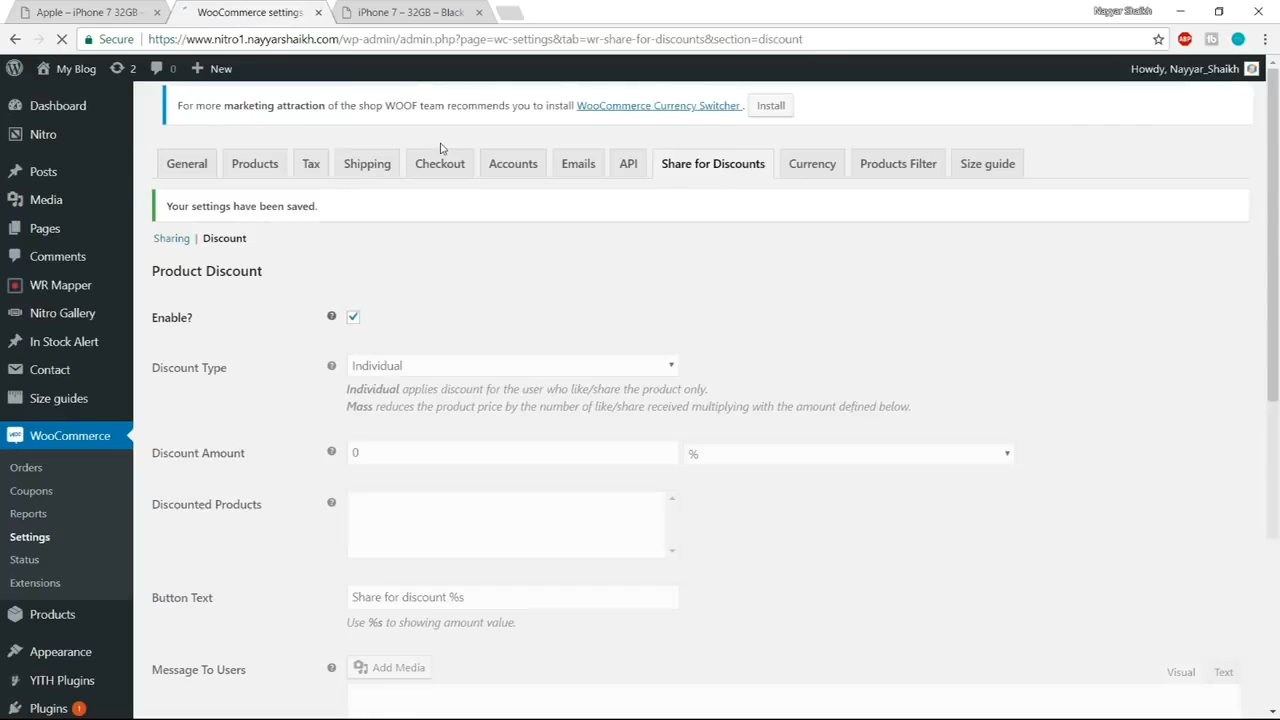 Apple – iPhone 7 32GB -
WooCommerce settings
iPhone 7 – 32GB – Black
Nayyar Shaikh
Secure
https://www.nitro1.nayyarshaikh.com/wp-admin/admin.php?page=wc-settings&tab=wr-share-for-discounts&section=discount
My Blog 2 0 New
Howdy, Nayyar_Shaikh
Dashboard
Nitro
Posts
Media
Pages
Comments
WR Mapper
Nitro Gallery
In Stock Alert
Contact
Size guides
WooCommerce
Orders
Coupons
Reports
Settings
Status
Extensions
Products
Appearance
YITH Plugins
Plugins 1
For more marketing attraction of the shop WOOF team recommends you to install WooCommerce Currency Switcher . Install
General Products Tax Shipping Checkout Accounts Emails API Share for Discounts Currency Products Filter Size guide
Your settings have been saved.
Sharing | Discount
Product Discount
Enable?
Discount Type Individual
Individual applies discount for the user who like/share the product only.
Mass reduces the product price by the number of like/share received multiplying with the amount defined below.
Discount Amount 0 %
Discounted Products
Button Text Share for discount %s
Use %s to showing amount value.
Message To Users Add Media Visual Text